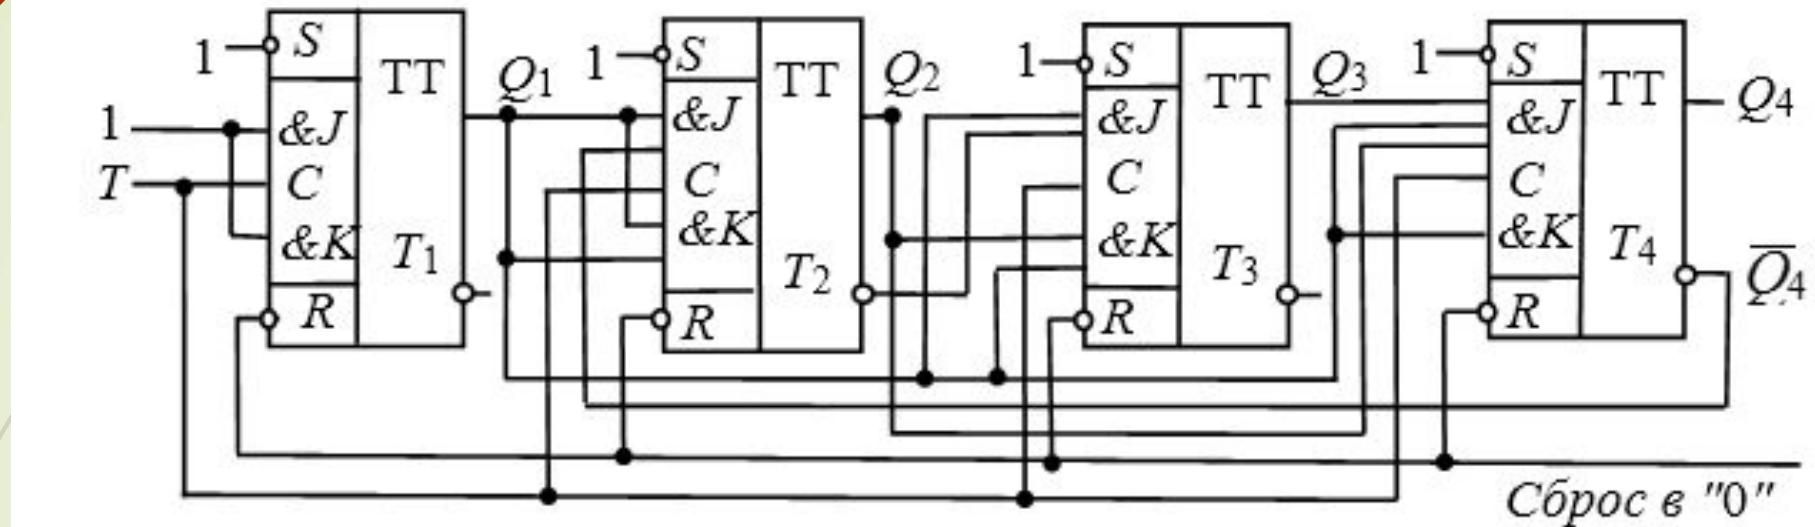 1 S TT Q1
&J
1
C
T
&K T1
R
1 S TT Q2
&J
C
&K T2
R
1 S TT Q3
&J
C
&K T3
R
1 S TT Q4
&J
C
&K T4 Q̅4
R
Сброс в "0"